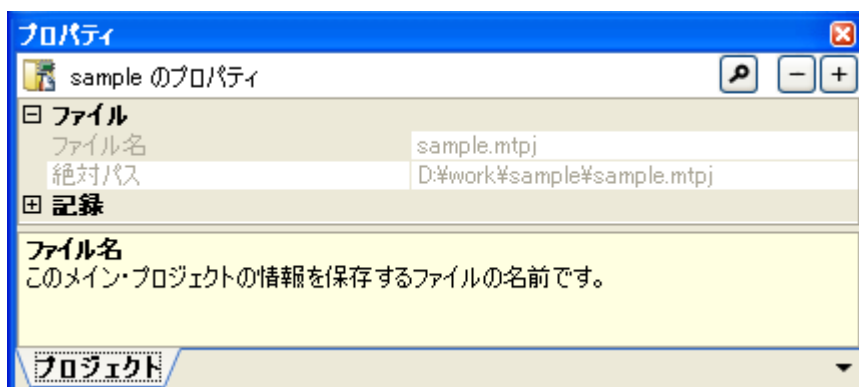 プロパティ
sample のプロパティ
ファイル
ファイル名 sample.mtpj
絶対パス D:¥work¥sample¥sample.mtpj
記録
ファイル名
このメイン・プロジェクトの情報を保存するファイルの名前です。
プロジェクト